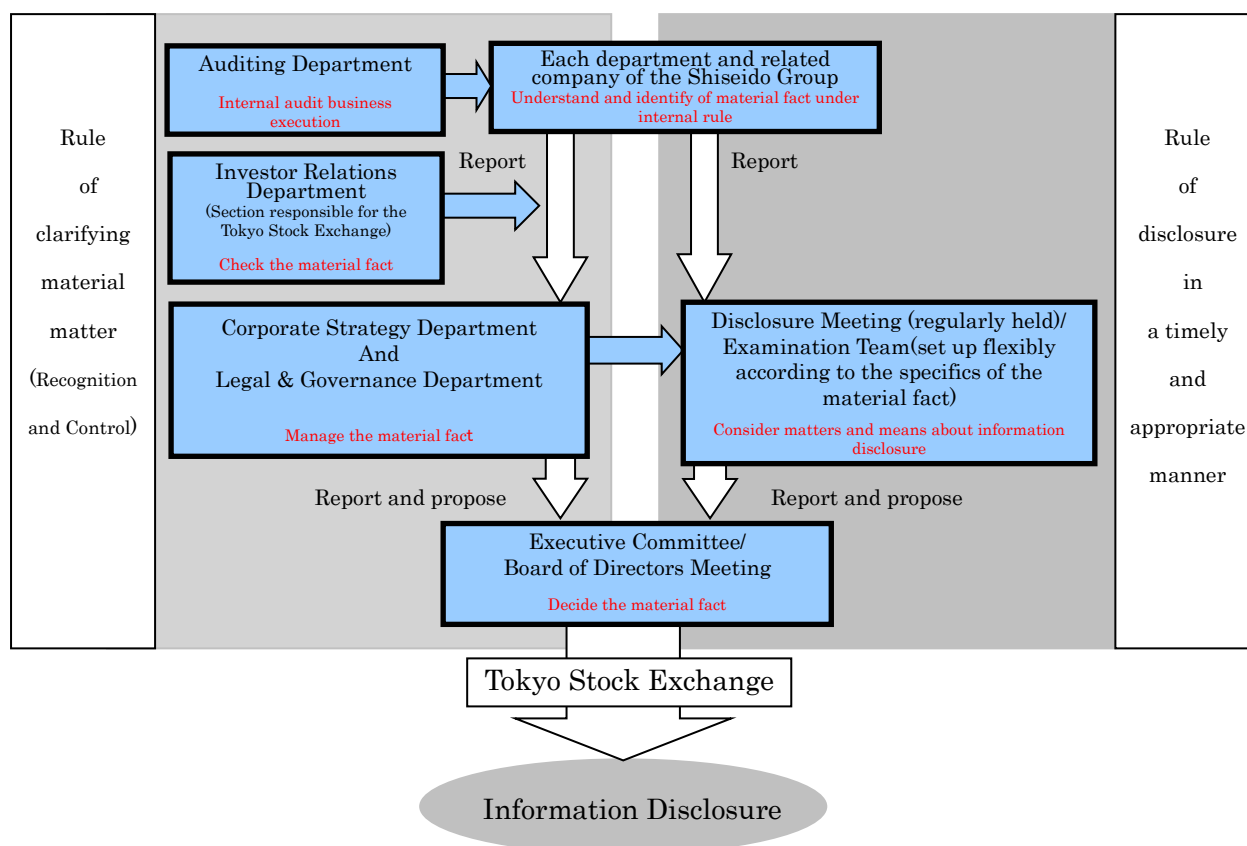 Rule
of
clarifying
material
matter
(Recognition
and Control)
Auditing Department
Internal audit business
execution
Each department and related
company of the Shiseido Group
Understand and identify of material fact under
internal rule
Report
Report
Investor Relations
Department
(Section responsible for the
Tokyo Stock Exchange)
Check the material fact
Corporate Strategy Department
And
Legal & Governance Department
Manage the material fact
Disclosure Meeting (regularly held)/
Examination Team(set up flexibly
according to the specifics of the
material fact)
Consider matters and means about information
disclosure
Report and propose
Report and propose
Executive Committee/
Board of Directors Meeting
Decide the material fact
Tokyo Stock Exchange
Information Disclosure
Rule
of
disclosure
in
a timely
and
appropriate
manner